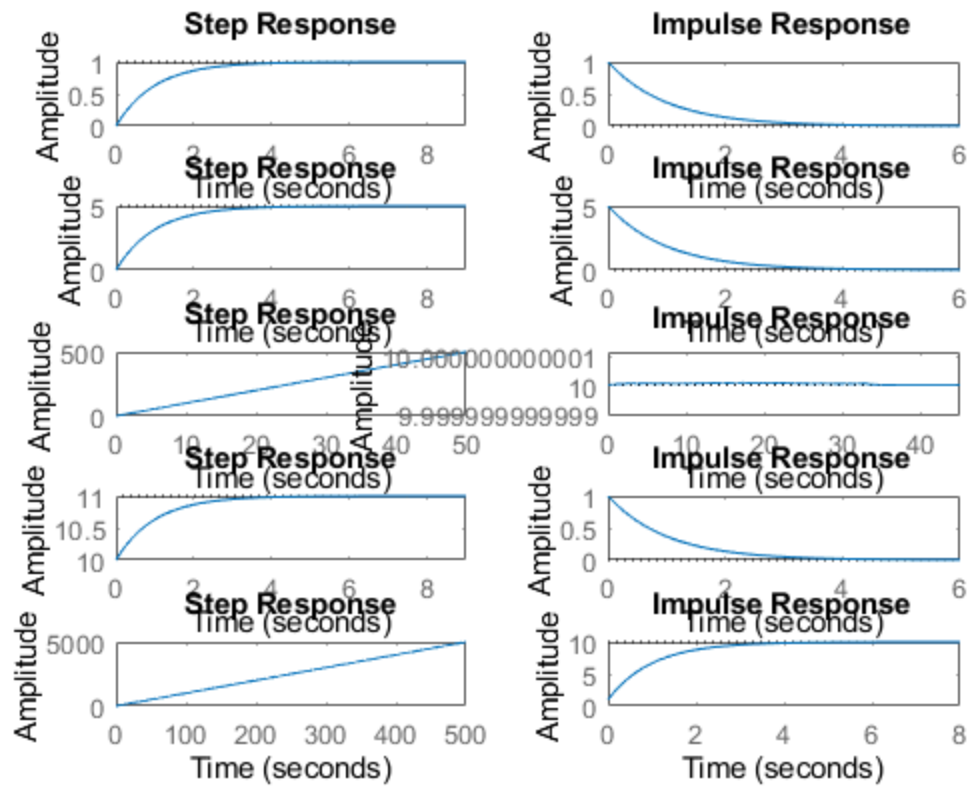 Step Response
Amplitude
1
0.5
0
0 2 4 6 8
Time (seconds)
Impulse Response
Amplitude
1
0.5
0
0 2 4 6
Time (seconds)
Step Response
Amplitude
5
0
0 2 4 6 8
Time (seconds)
Impulse Response
Amplitude
5
0
0 2 4 6
Time (seconds)
Step Response
Amplitude
500
0
0 10 20 30 40 50
Time (seconds)
Impulse Response
Amplitude
10.000000000001
10
9.9999999999999
0 10 20 30 40
Time (seconds)
Step Response
Amplitude
11
10.5
10
0 2 4 6 8
Time (seconds)
Impulse Response
Amplitude
1
0.5
0
0 2 4 6
Time (seconds)
Step Response
Amplitude
5000
0
0 100 200 300 400 500
Time (seconds)
Impulse Response
Amplitude
10
5
0
0 2 4 6 8
Time (seconds)